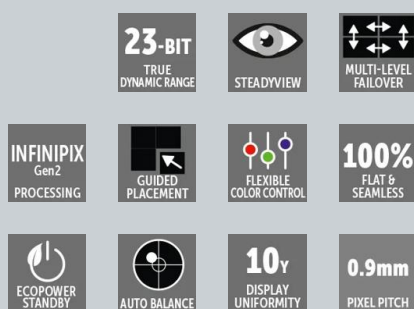 23-BIT
TRUE
DYNAMIC RANGE
STEADYVIEW
MULTI-LEVEL
FAILOVER
INFINIPIX
Gen2
PROCESSING
GUIDED
PLACEMENT
FLEXIBLE
COLOR CONTROL
100%
FLAT &
SEAMLESS
ECOPOWER
STANDBY
AUTO BALANCE
10Y
DISPLAY
UNIFORMITY
0.9mm
PIXEL PITCH